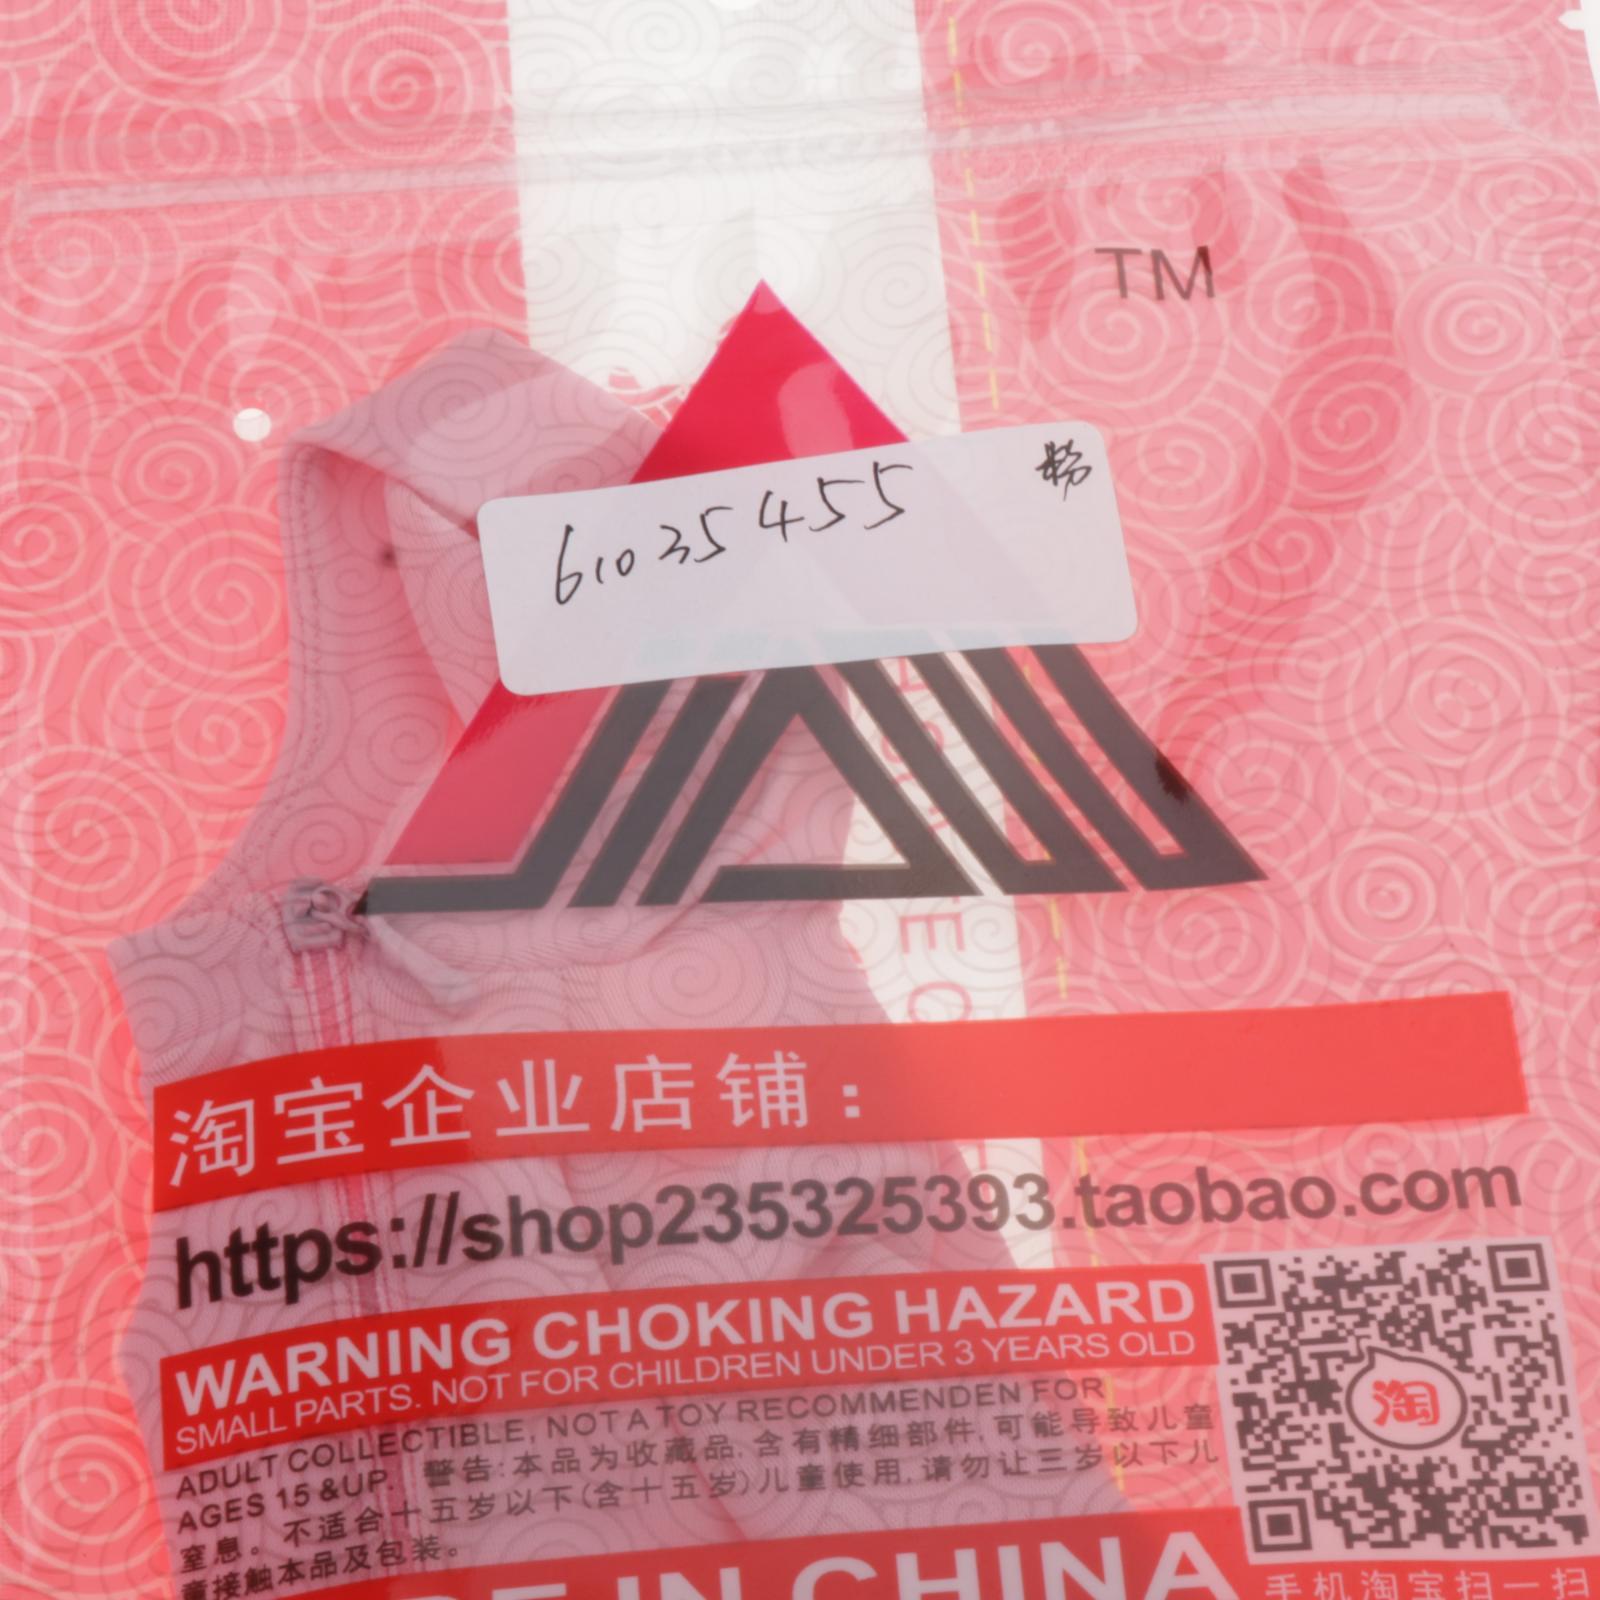 TM
粉
61035455
淘宝企业店铺：
https://shop235325393.taobao.com
WARNING CHOKING HAZARD
SMALL PARTS. NOT FOR CHILDREN UNDER 3 YEARS OLD
ADULT COLLECTIBLE, NOT A TOY RECOMMENDEN FOR
AGES 15 &UP. 警告:本品为收藏品,含有精细部件,可能导致儿童
窒息。不适合十五岁以下(含十五岁)儿童使用,请勿让三岁以下儿
童接触本品及包装。
IN CHINA
淘
手机淘宝扫一扫